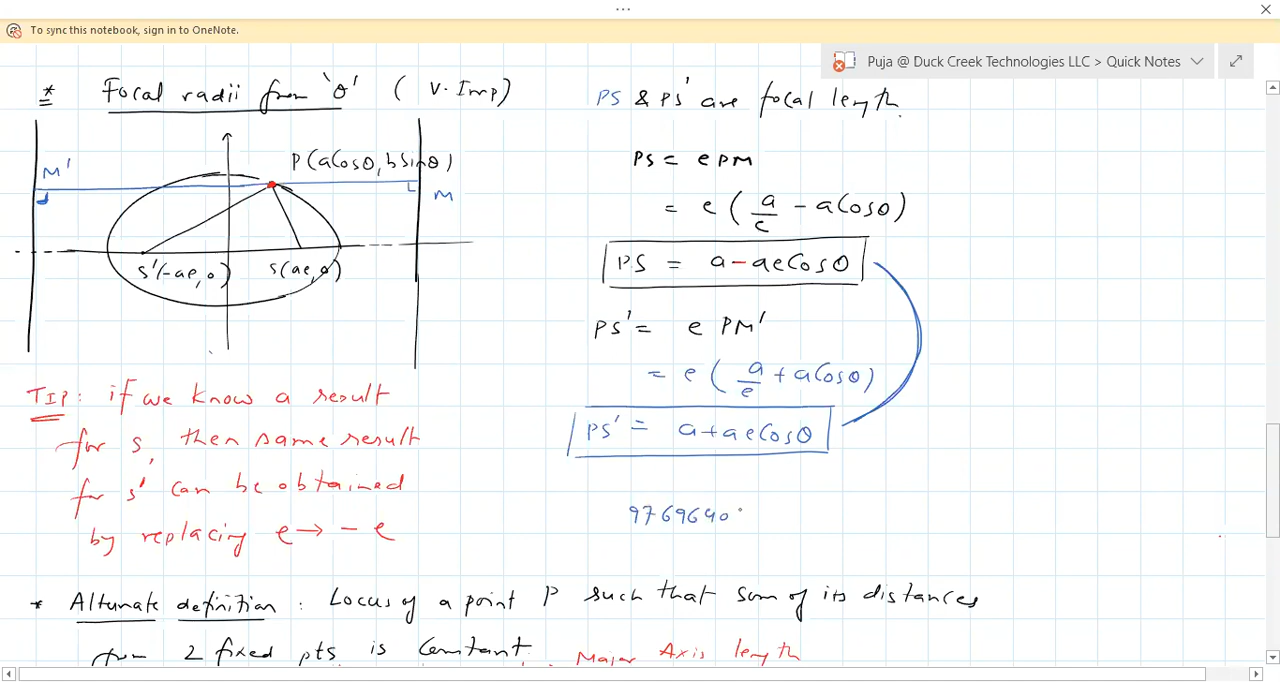 To sync this notebook, sign in to OneNote.
Puja @ Duck Creek Technologies LLC > Quick Notes
* Focal radii from 'θ' ( V. Imp)
M'
P(acosθ, bsinθ)
M
S'(-ae, 0)
S(ae, 0)
TIP: if we know a result
for S, then same result
for S' can be obtained
by replacing e → - e
PS & PS' are focal length.
PS = e PM
= e ( a/e - acosθ)
PS = a - aecosθ
PS' = e PM'
= e ( a/e + acosθ)
PS' = a + aecosθ
9769640
* Alternate definition : Locus of a point P such that sum of its distances
from 2 fixed pts is constant. Major Axis length